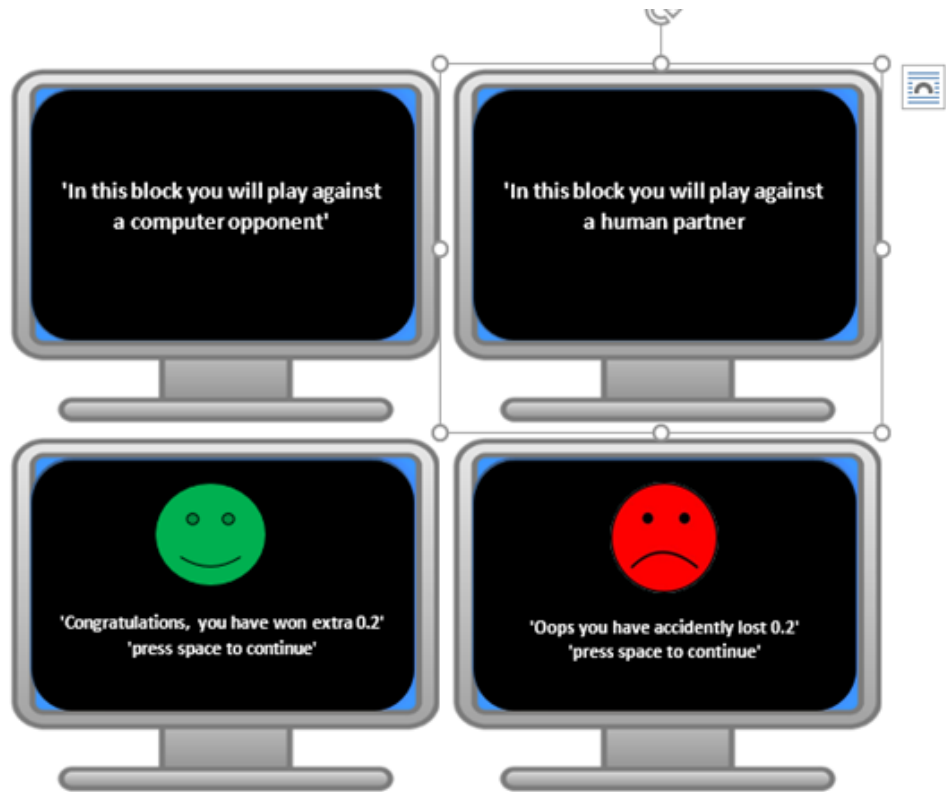 'In this block you will play against
a computer opponent'
'In this block you will play against
a human partner
'Congratulations,  you have won extra 0.2'
'press space to continue'
'Oops you have accidently lost 0.2'
'press space to continue'